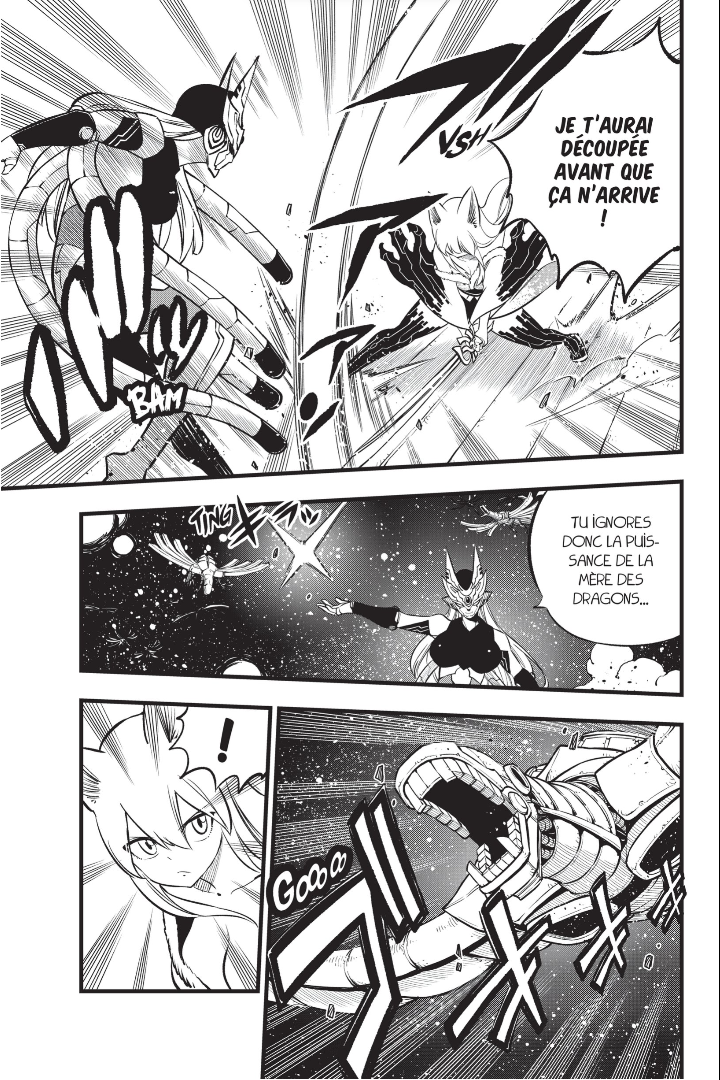 JE T'AURAI
DÉCOUPÉE
AVANT QUE
ÇA N'ARRIVE
!
VSH
BAM
TU IGNORES
DONC LA PUIS-
SANCE DE LA
MÈRE DES
DRAGONS...
TING
!
GOOO